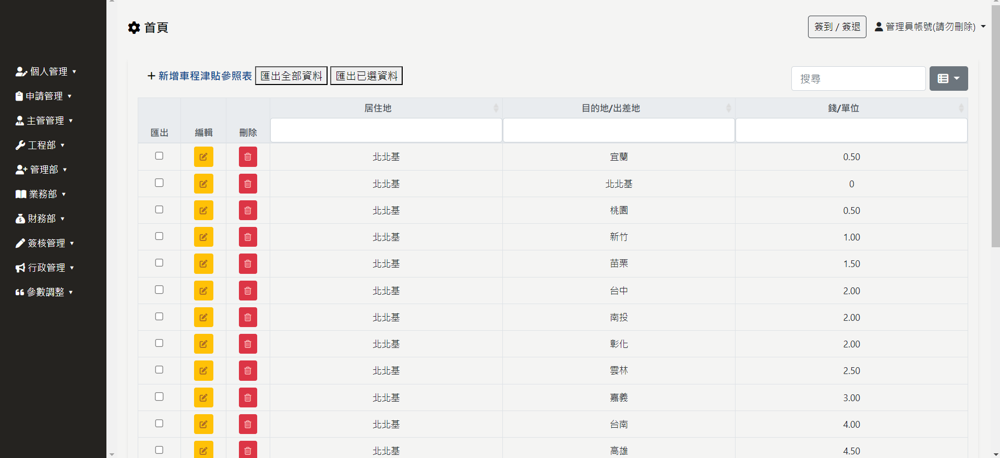 首頁
簽到 / 簽退
管理員帳號(請勿刪除)
個人管理
申請管理
主管管理
工程部
管理部
業務部
財務部
簽核管理
行政管理
參數調整
新增車程津貼參照表 匯出全部資料 匯出已選資料
搜尋
匯出 編輯 刪除 居住地 目的地/出差地 錢/單位
北北基 宜蘭 0.50
北北基 北北基 0
北北基 桃園 0.50
北北基 新竹 1.00
北北基 苗栗 1.50
北北基 台中 2.00
北北基 南投 2.00
北北基 彰化 2.00
北北基 雲林 2.50
北北基 嘉義 3.00
北北基 台南 4.00
北北基 高雄 4.50